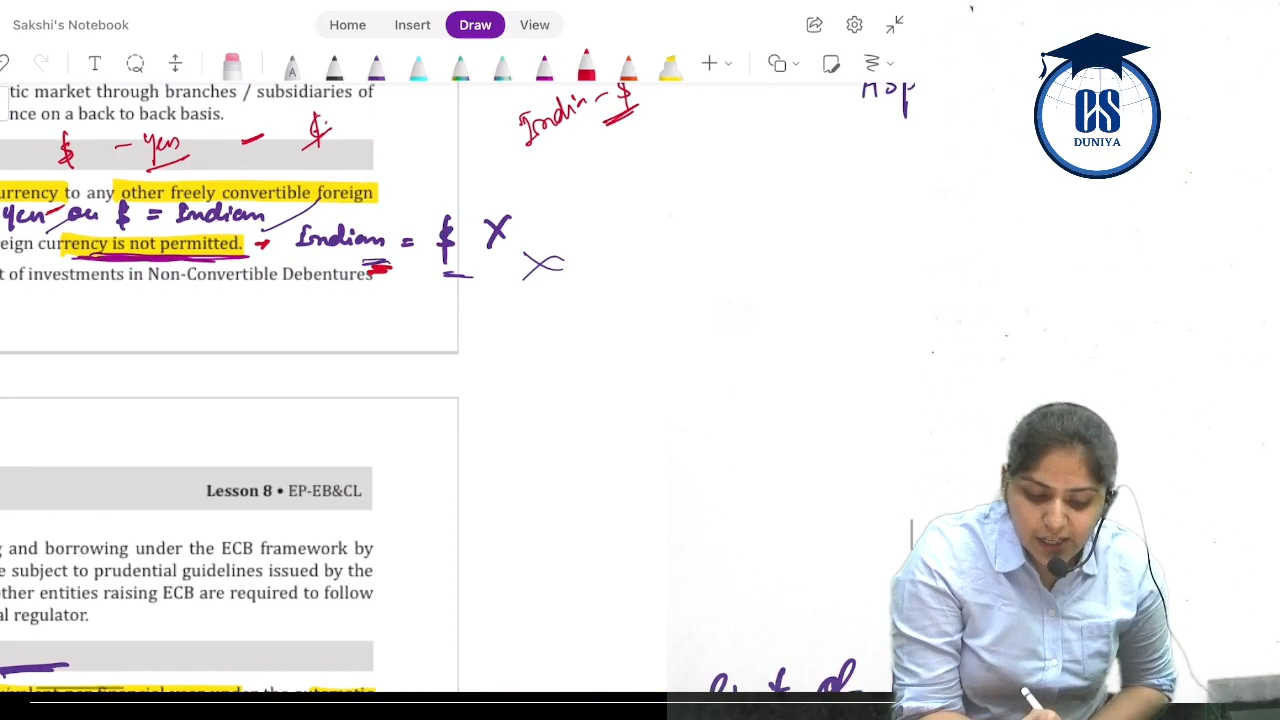 Sakshi's Notebook
Home Insert Draw View
CS
DUNIYA
tic market through branches / subsidiaries of
nce on a back to back basis.
Indin - $
$ - yen - $
urrency to any other freely convertible foreign
yen or $ = Indian
eign currency is not permitted. → Indian = $ X
t of investments in Non-Convertible Debentures
Lesson 8 • EP-EB&CL
g and borrowing under the ECB framework by
e subject to prudential guidelines issued by the
other entities raising ECB are required to follow
al regulator.